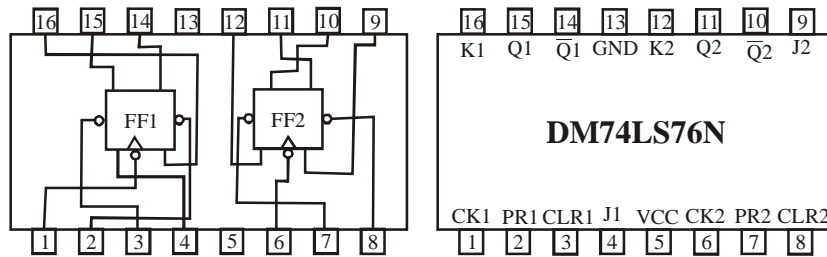 16 15 14 13 12 11 10 9
FF1 FF2
1 2 3 4 5 6 7 8
16 15 14 13 12 11 10 9
K1 Q1 Q̅1 GND K2 Q2 Q̅2 J2
DM74LS76N
CK1 PR1 CLR1 J1 VCC CK2 PR2 CLR2
1 2 3 4 5 6 7 8